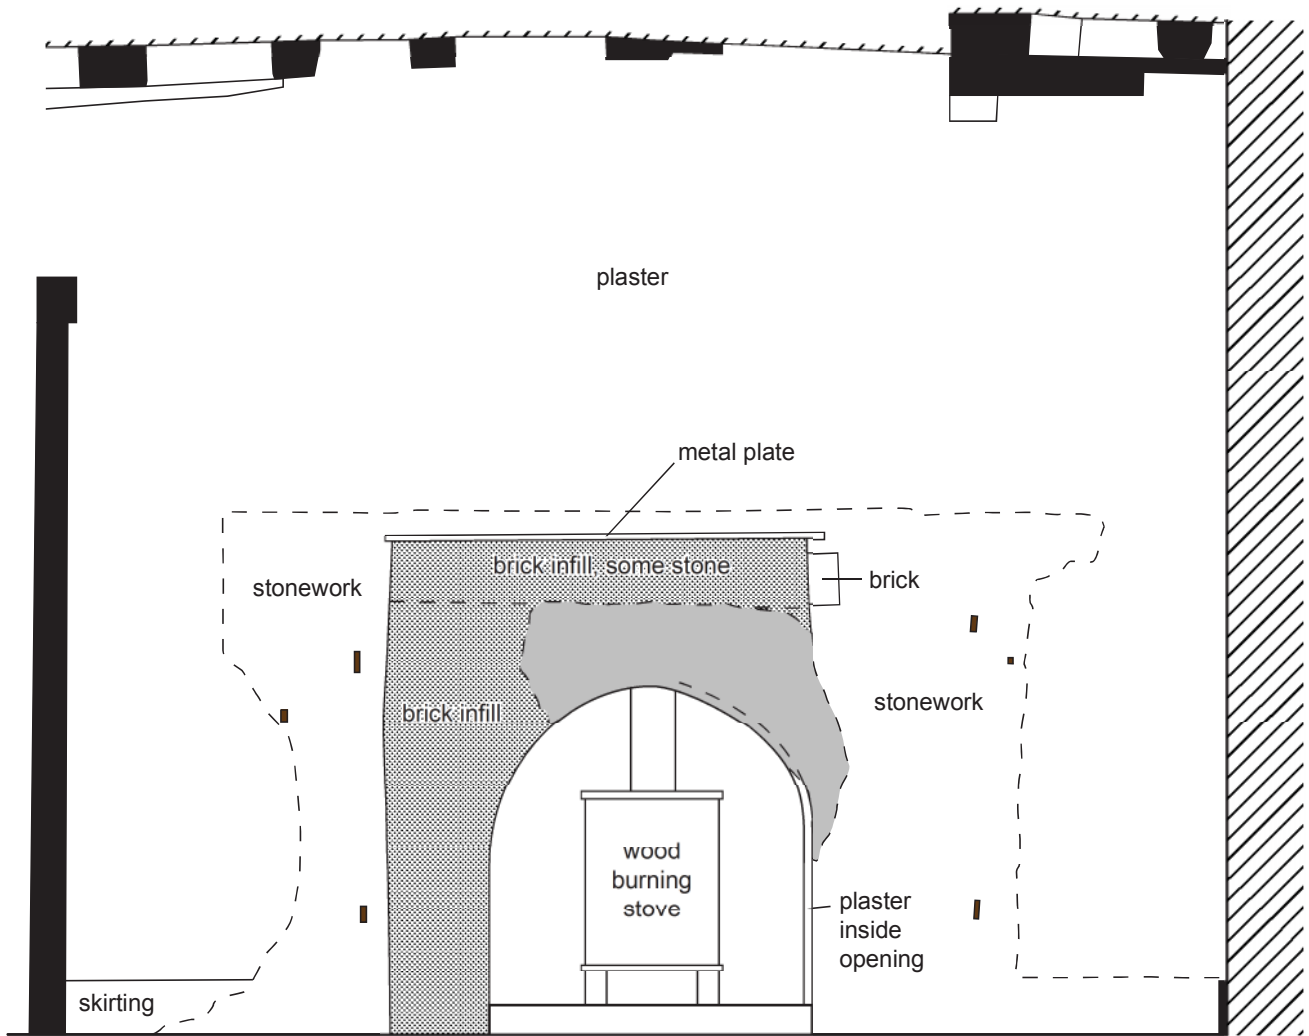 plaster
metal plate
brick infill, some stone
stonework
brick
stonework
brick infill
wood
burning
stove
plaster
inside
opening
skirting